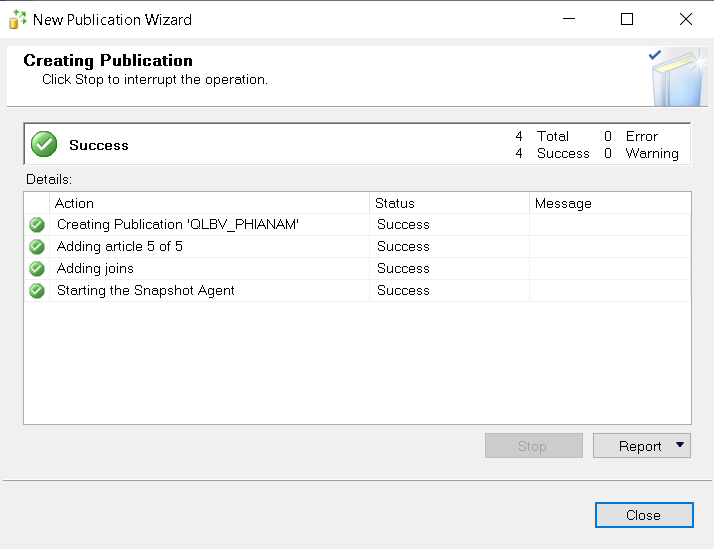 New Publication Wizard
Creating Publication
Click Stop to interrupt the operation.
Success
4 Total 0 Error
4 Success 0 Warning
Details:
Action Status Message
Creating Publication 'QLBV_PHIANAM' Success
Adding article 5 of 5 Success
Adding joins Success
Starting the Snapshot Agent Success
Stop Report
Close